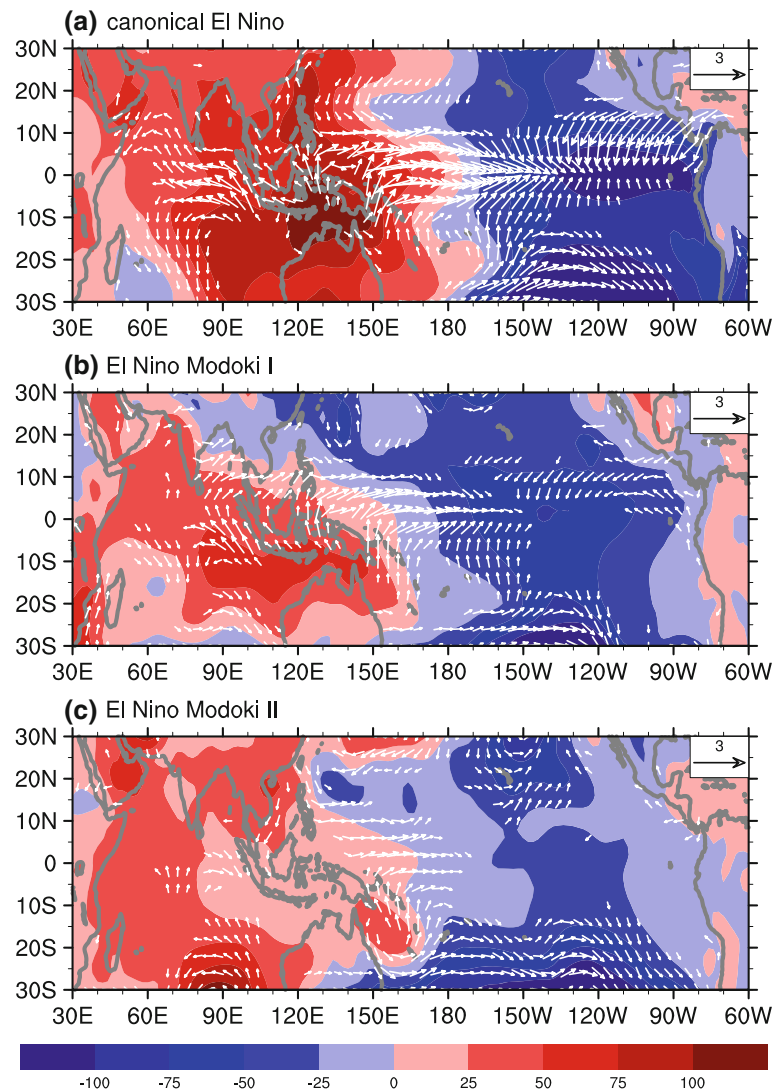 (a) canonical El Nino
3
30N
20N
10N
0
10S
20S
30S
30E 60E 90E 120E 150E 180 150W 120W 90W 60W
(b) El Nino Modoki I
3
30N
20N
10N
0
10S
20S
30S
30E 60E 90E 120E 150E 180 150W 120W 90W 60W
(c) El Nino Modoki II
3
30N
20N
10N
0
10S
20S
30S
30E 60E 90E 120E 150E 180 150W 120W 90W 60W
-100 -75 -50 -25 0 25 50 75 100